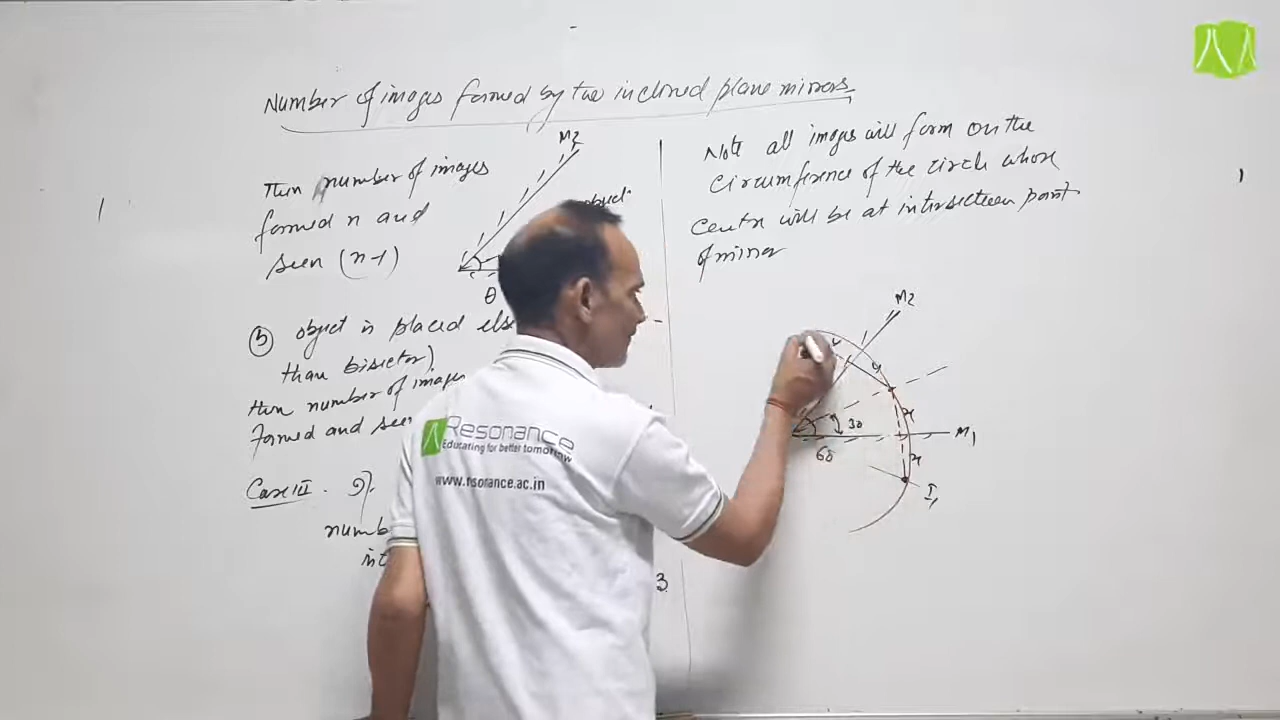 Number of images formed by two inclined plane mirrors
M2
then number of images
formed n and
seen (n-1)
object
θ
(b) object is placed
than bisector)
then number of images
formed and seen
Case III. If
numb
int
3
Note all images will form on the
circumference of the circle whose
centre will be at intersection point
of mirror
M2
x
x
30
60
M1
I1
Resonance
Educating for better tomorrow
www.resonance.ac.in